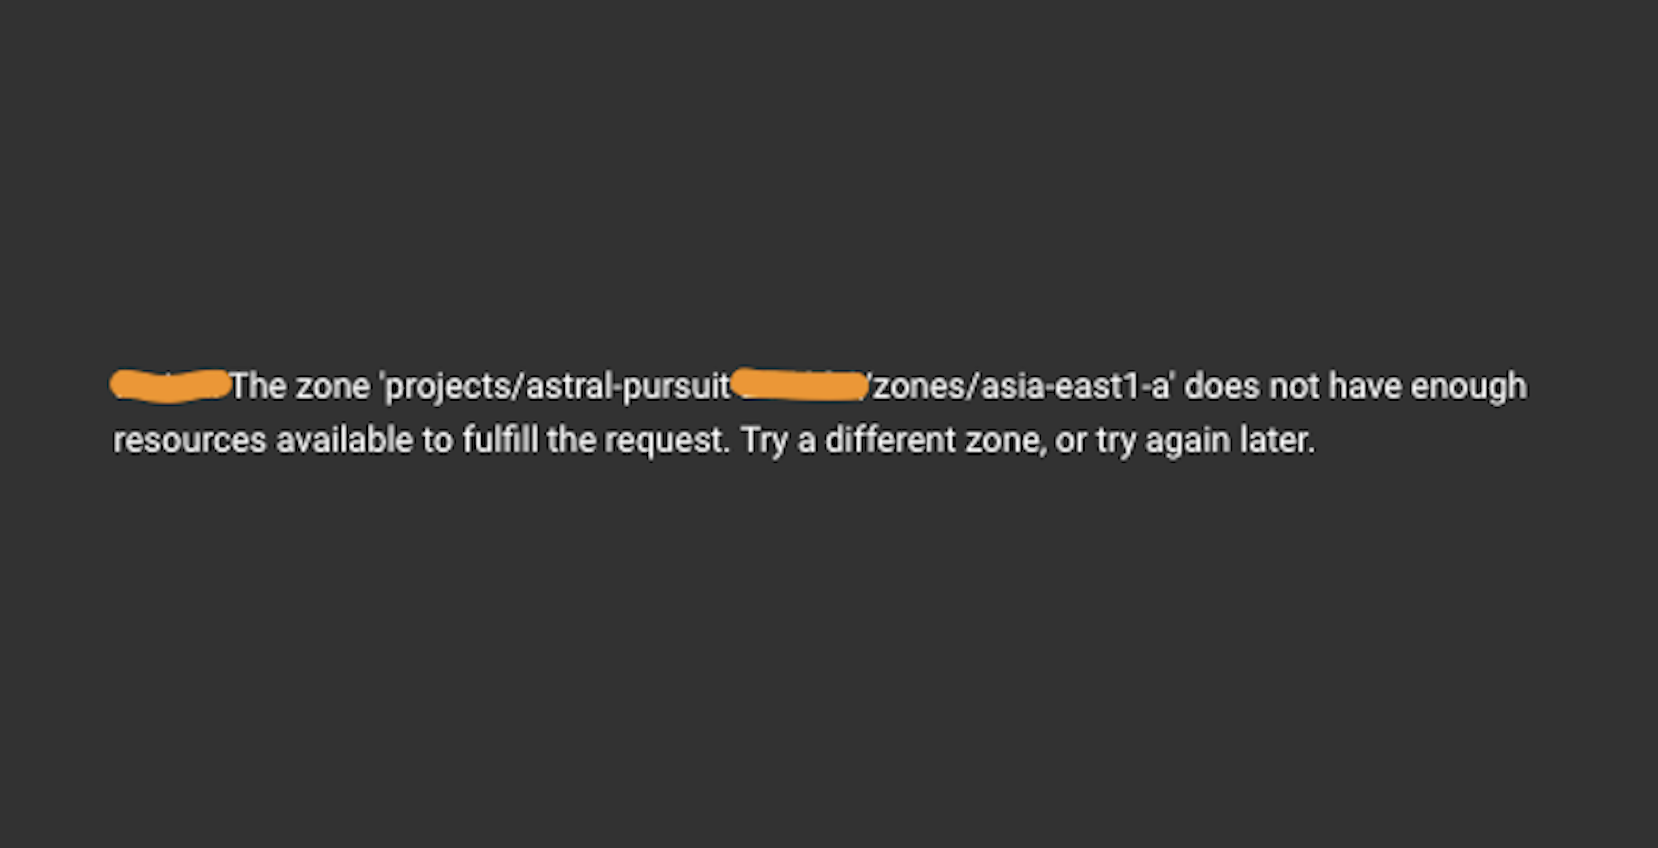 The zone 'projects/astral-pursuit /zones/asia-east1-a' does not have enough
resources available to fulfill the request. Try a different zone, or try again later.